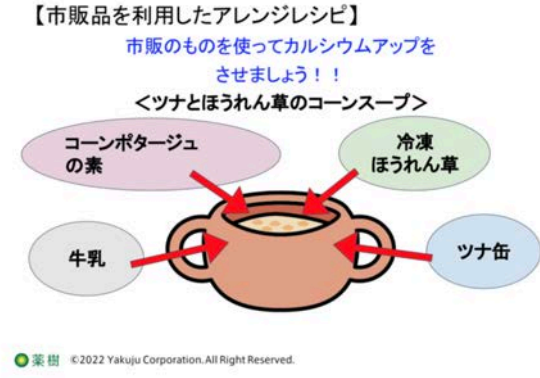 【市販品を利用したアレンジレシピ】
市販のものを使ってカルシウムアップを
させましょう！！
＜ツナとほうれん草のコーンスープ＞
コーンポタージュ
の素
冷凍
ほうれん草
牛乳
ツナ缶
薬樹 ©2022 Yakuju Corporation.All Right Reserved.